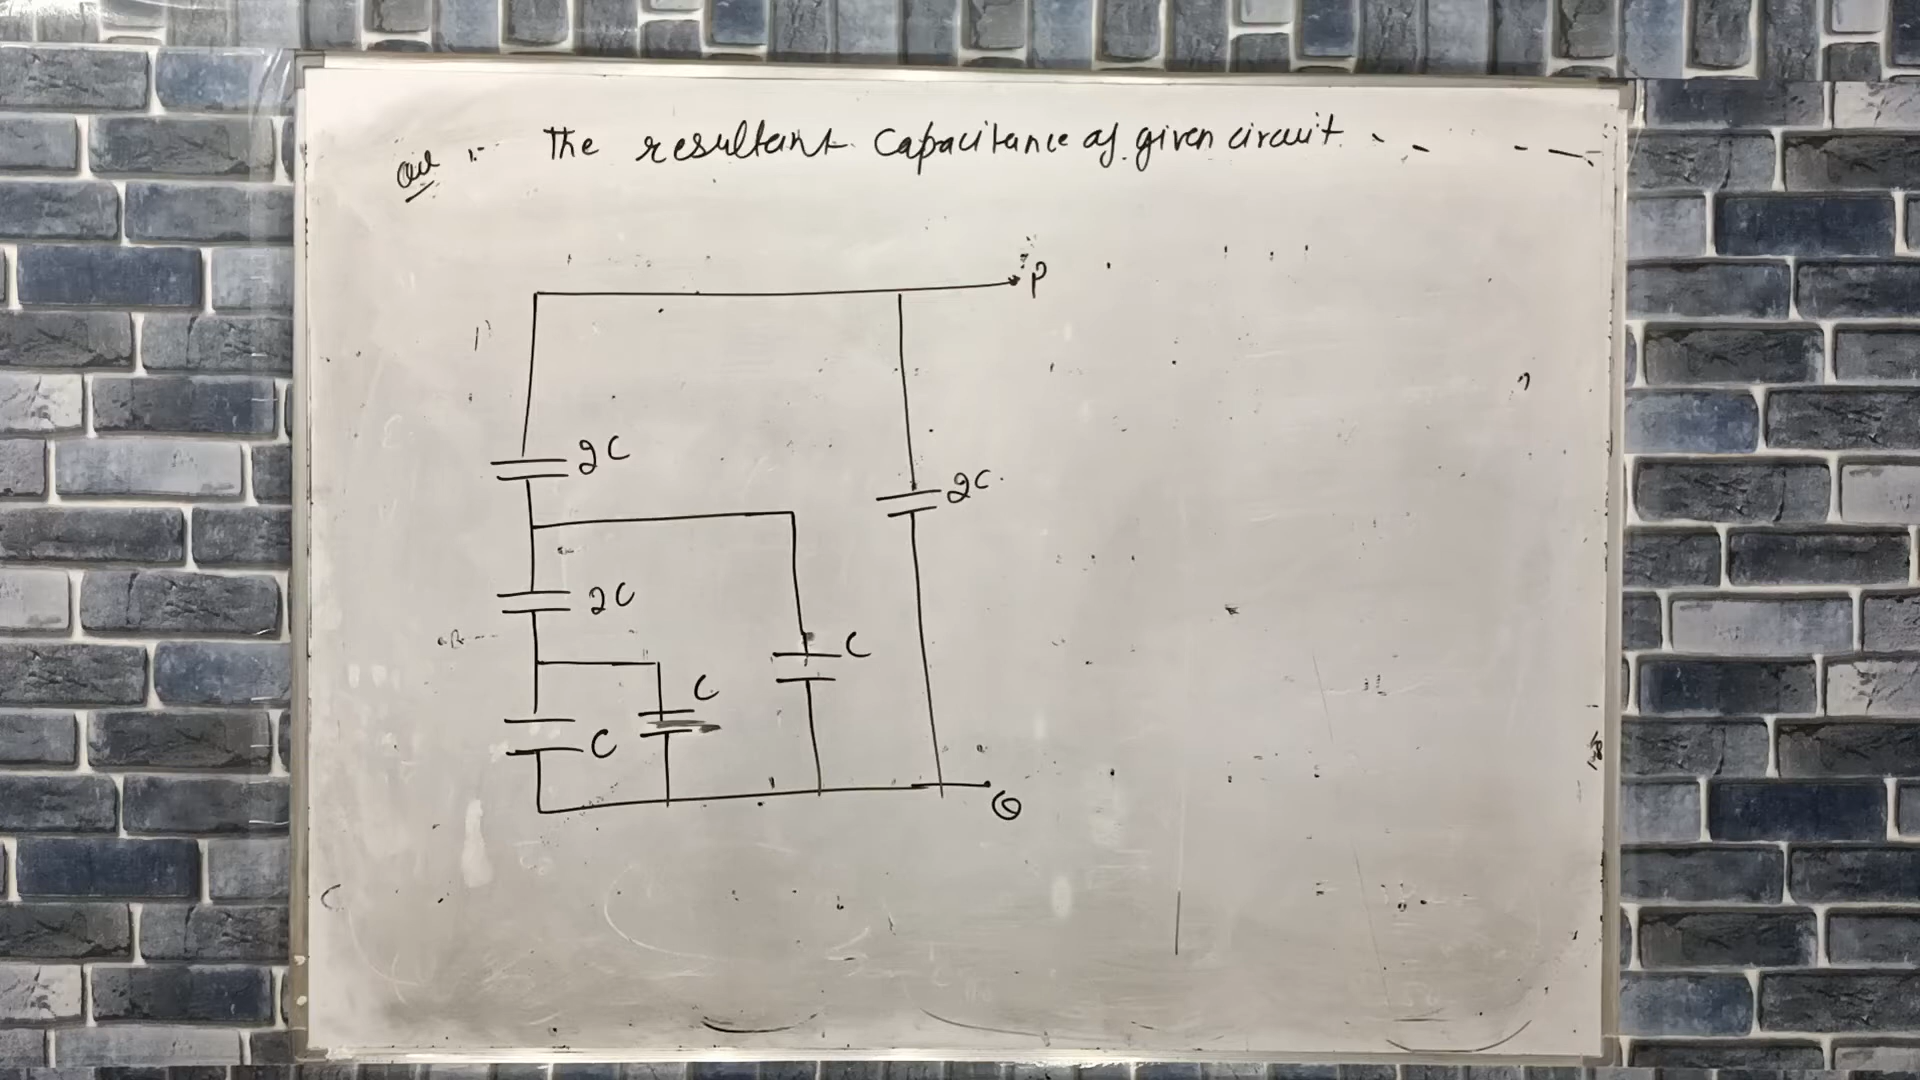 The resultant Capacitance of given circuit - - - -
P
2C
2C.
2C
C
C
C
Q